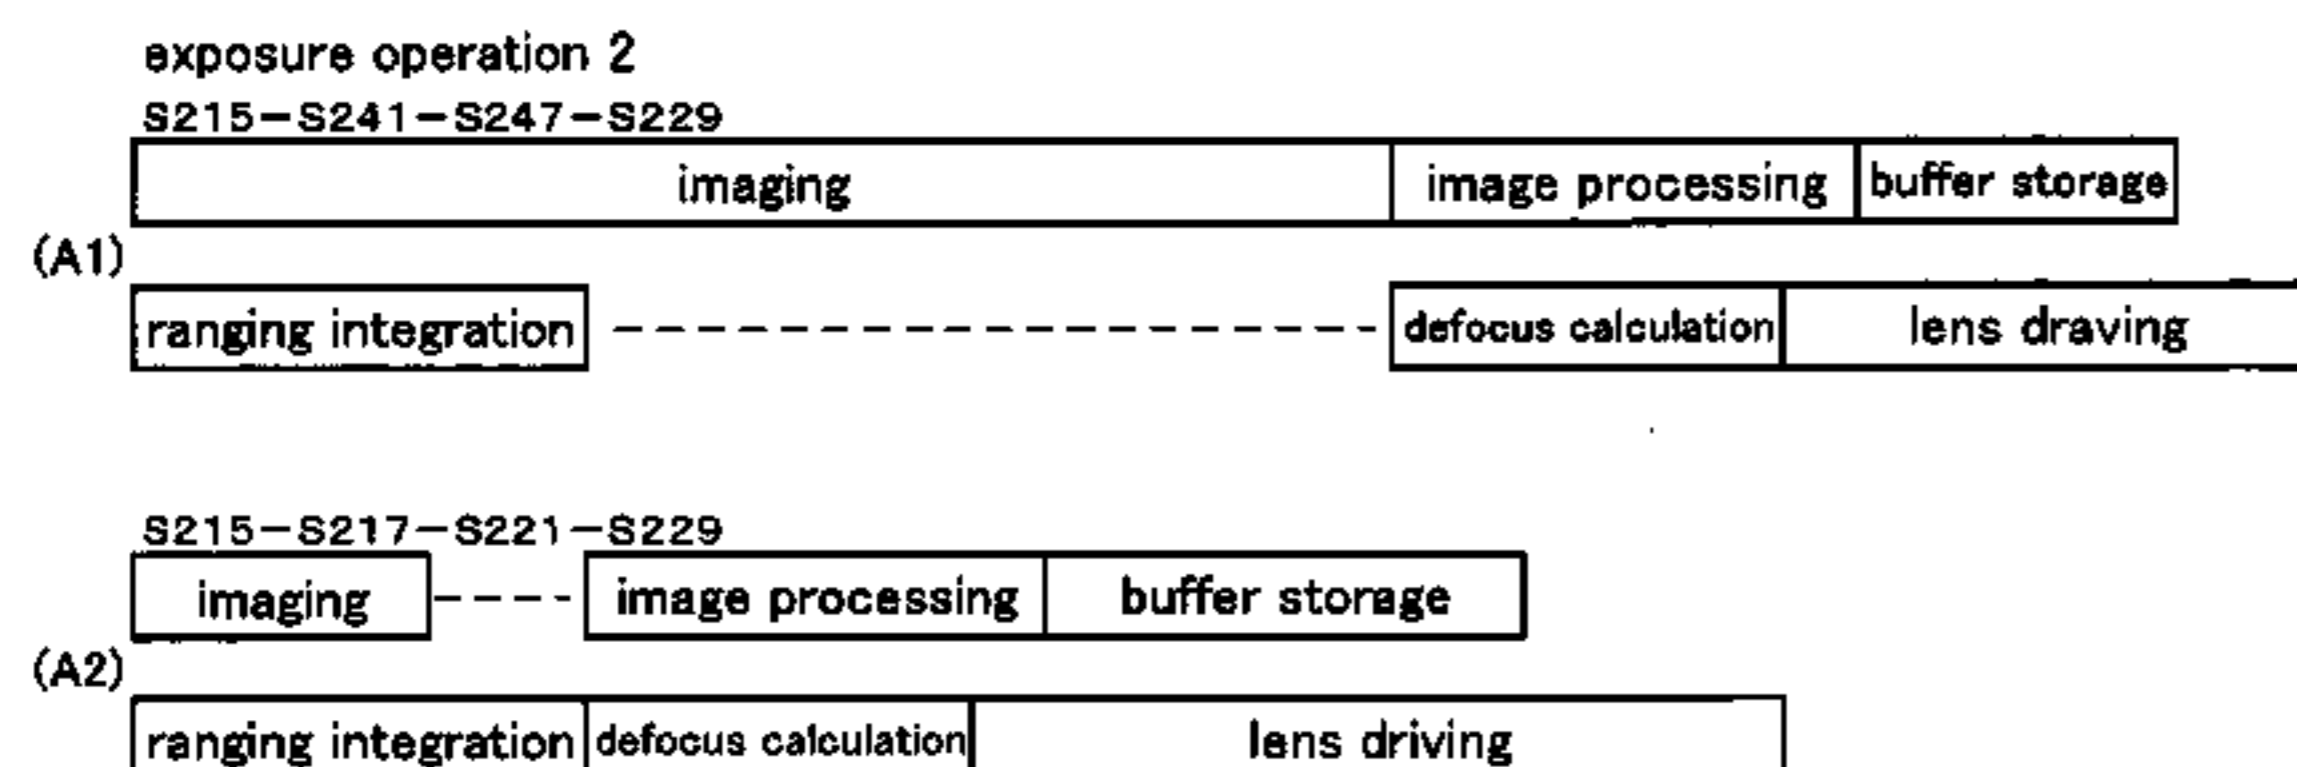 exposure operation 2
S215-S241-S247-S229
imaging image processing buffer storage
(A1)
ranging integration defocus calculation lens draving
S215-S217-S221-S229
imaging image processing buffer storage
(A2)
ranging integration defocus calculation lens driving